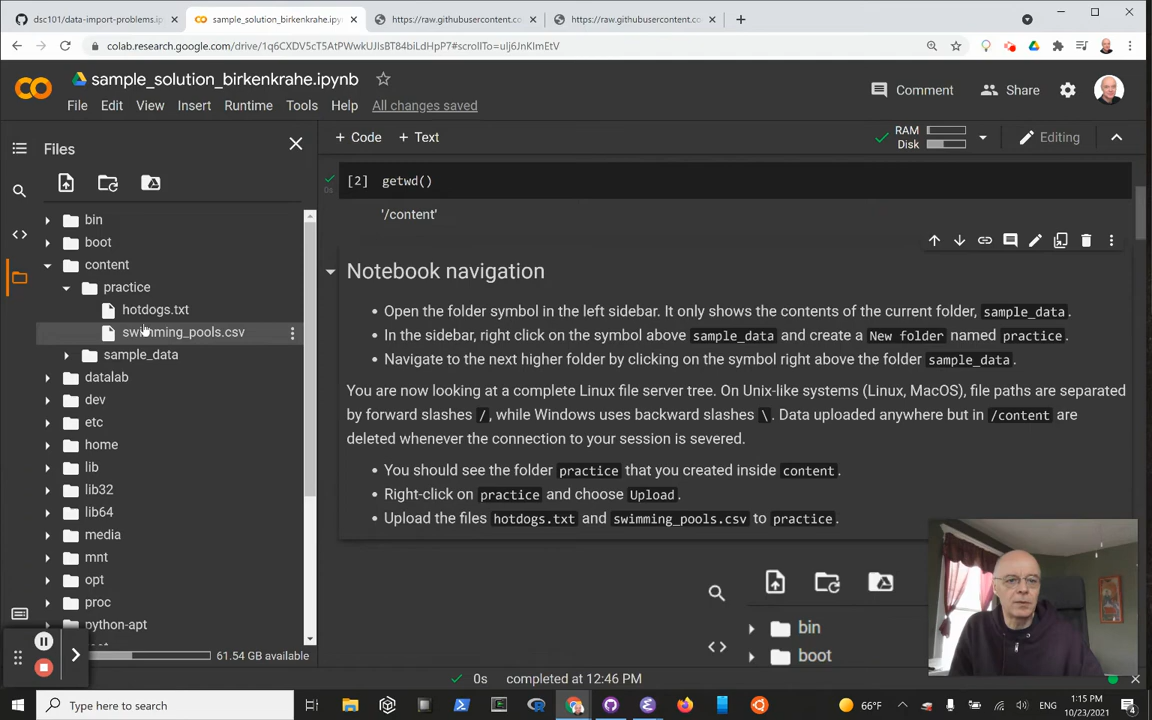 dsc101/data-import-problems.ip
sample_solution_birkenkrahe.ip
https://raw.githubusercontent.co
https://raw.githubusercontent.co
colab.research.google.com/drive/1q6CXDV5cT5AtPWwkUJIsBT84biLdHpP7#scrollTo=uIj6JnKImEtV
sample_solution_birkenkrahe.ipynb
Comment
Share
File Edit View Insert Runtime Tools Help All changes saved
Files
+ Code + Text
RAM
Disk
Editing
bin
boot
content
practice
hotdogs.txt
swimming_pools.csv
sample_data
datalab
dev
etc
home
lib
lib32
lib64
media
mnt
opt
proc
python-apt
61.54 GB available
[2] getwd()
0s
'/content'
Notebook navigation
• Open the folder symbol in the left sidebar. It only shows the contents of the current folder, sample_data.
• In the sidebar, right click on the symbol above sample_data and create a New folder named practice.
• Navigate to the next higher folder by clicking on the symbol right above the folder sample_data.
You are now looking at a complete Linux file server tree. On Unix-like systems (Linux, MacOS), file paths are separated
by forward slashes /, while Windows uses backward slashes \. Data uploaded anywhere but in /content are
deleted whenever the connection to your session is severed.
• You should see the folder practice that you created inside content.
• Right-click on practice and choose Upload.
• Upload the files hotdogs.txt and swimming_pools.csv to practice.
bin
boot
0s completed at 12:46 PM
Type here to search
66°F
1:15 PM
10/23/2021
4